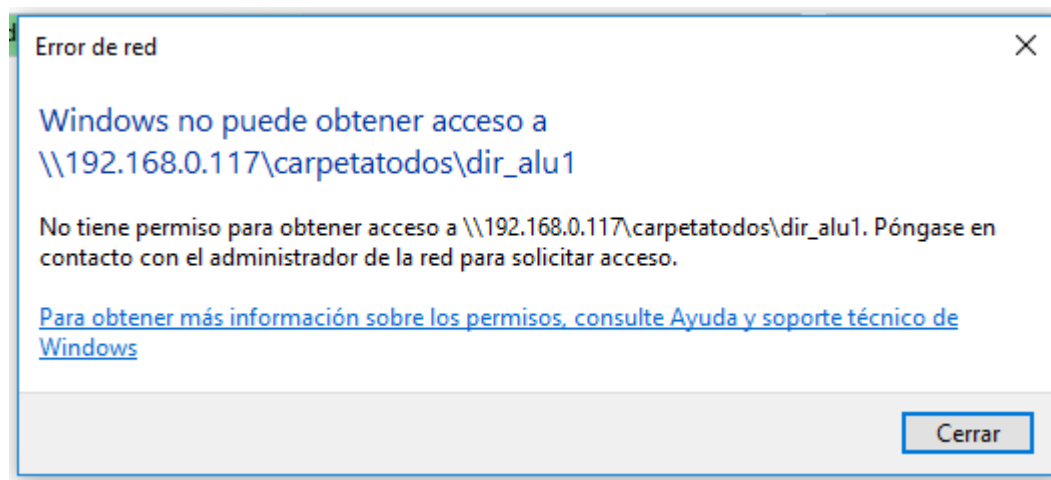 Error de red
Windows no puede obtener acceso a
\\192.168.0.117\carpetatodos\dir_alu1
No tiene permiso para obtener acceso a \\192.168.0.117\carpetatodos\dir_alu1. Póngase en
contacto con el administrador de la red para solicitar acceso.
Para obtener más información sobre los permisos, consulte Ayuda y soporte técnico de
Windows
Cerrar